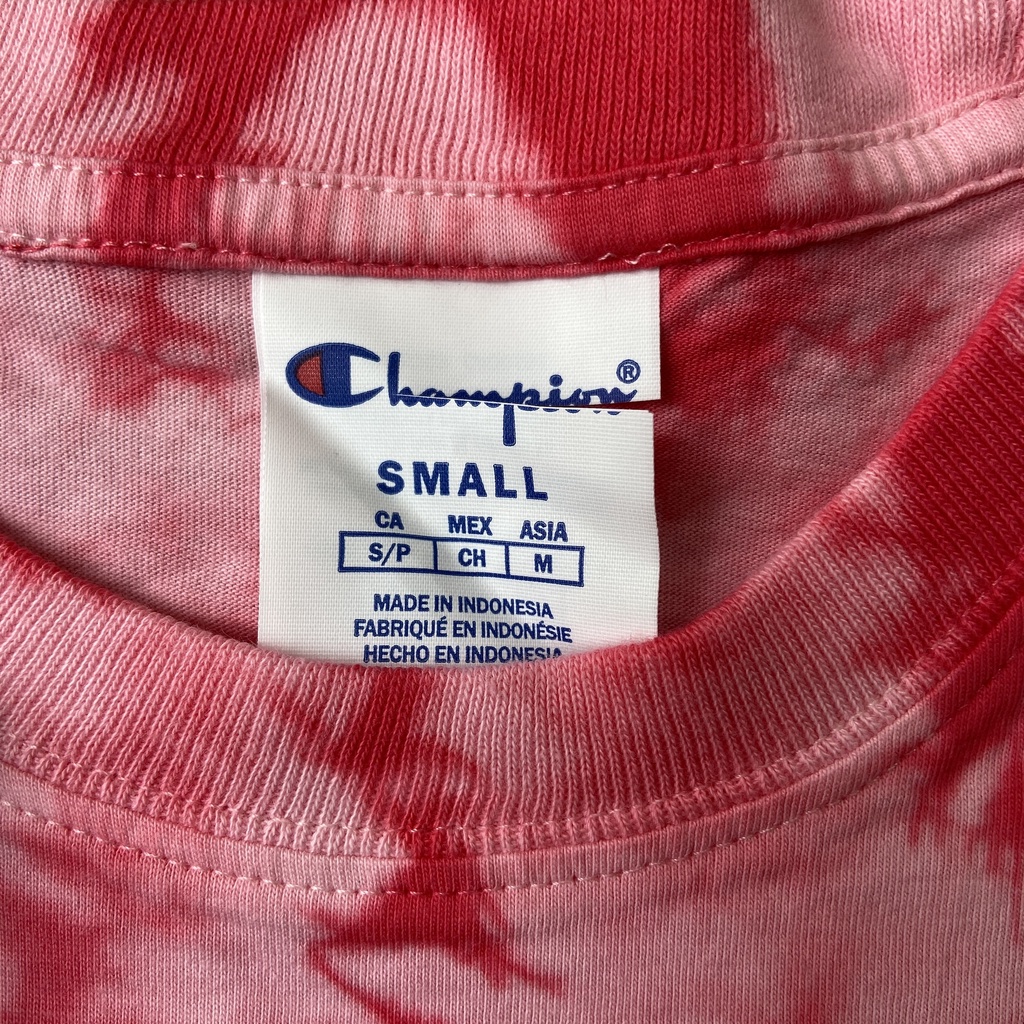 Champion®
SMALL
CA MEX ASIA
S/P CH M
MADE IN INDONESIA
FABRIQUÉ EN INDONÉSIE
HECHO EN INDONESIA